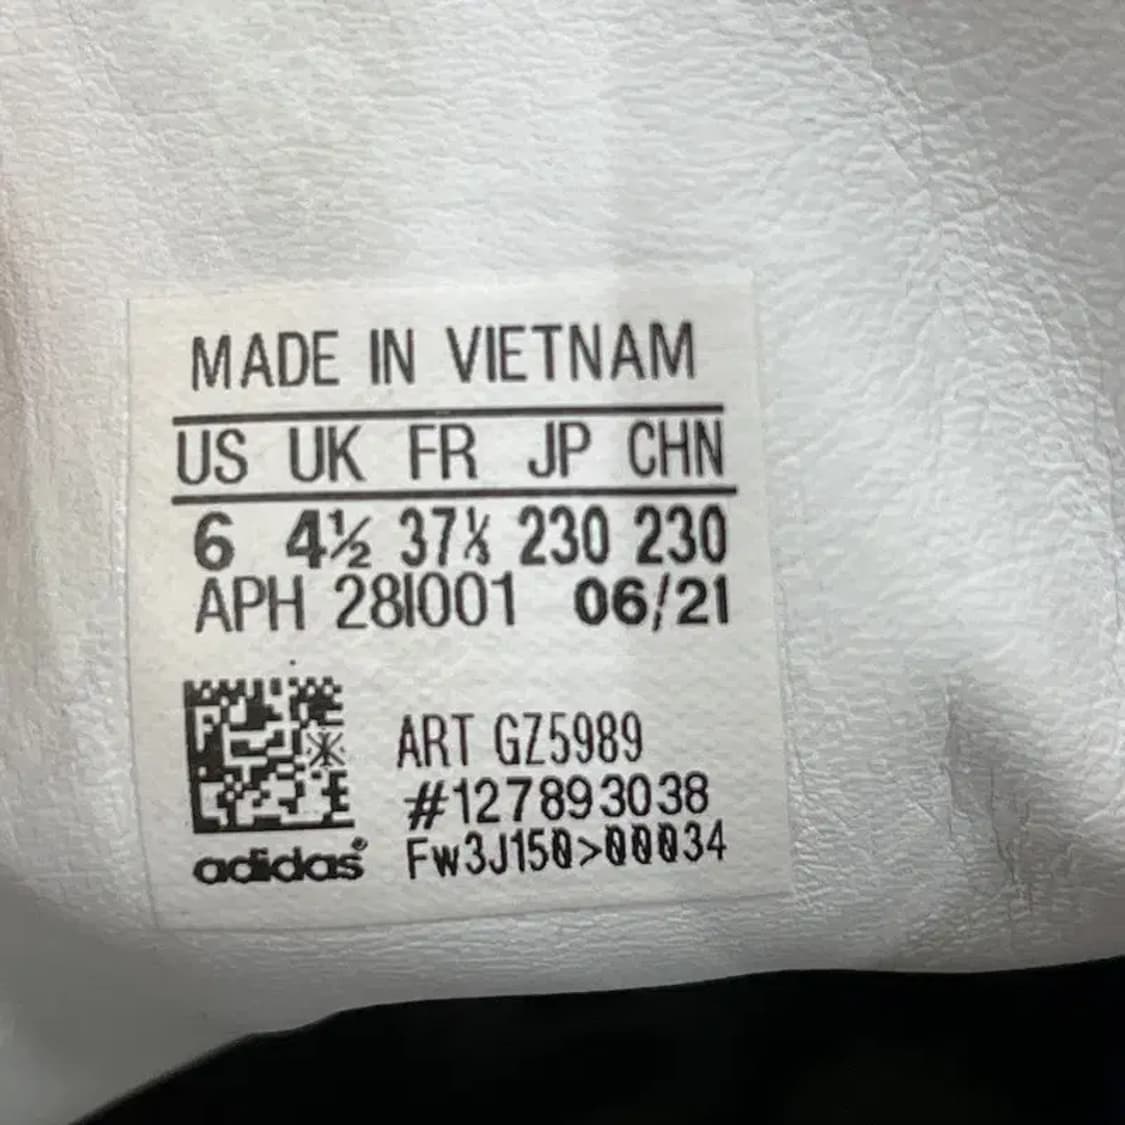 MADE IN VIETNAM
US UK FR JP CHN
6 4½ 37⅓ 230 230
APH 28I001 06/21
ART GZ5989
#127893038
adidas® Fw3J150>00034